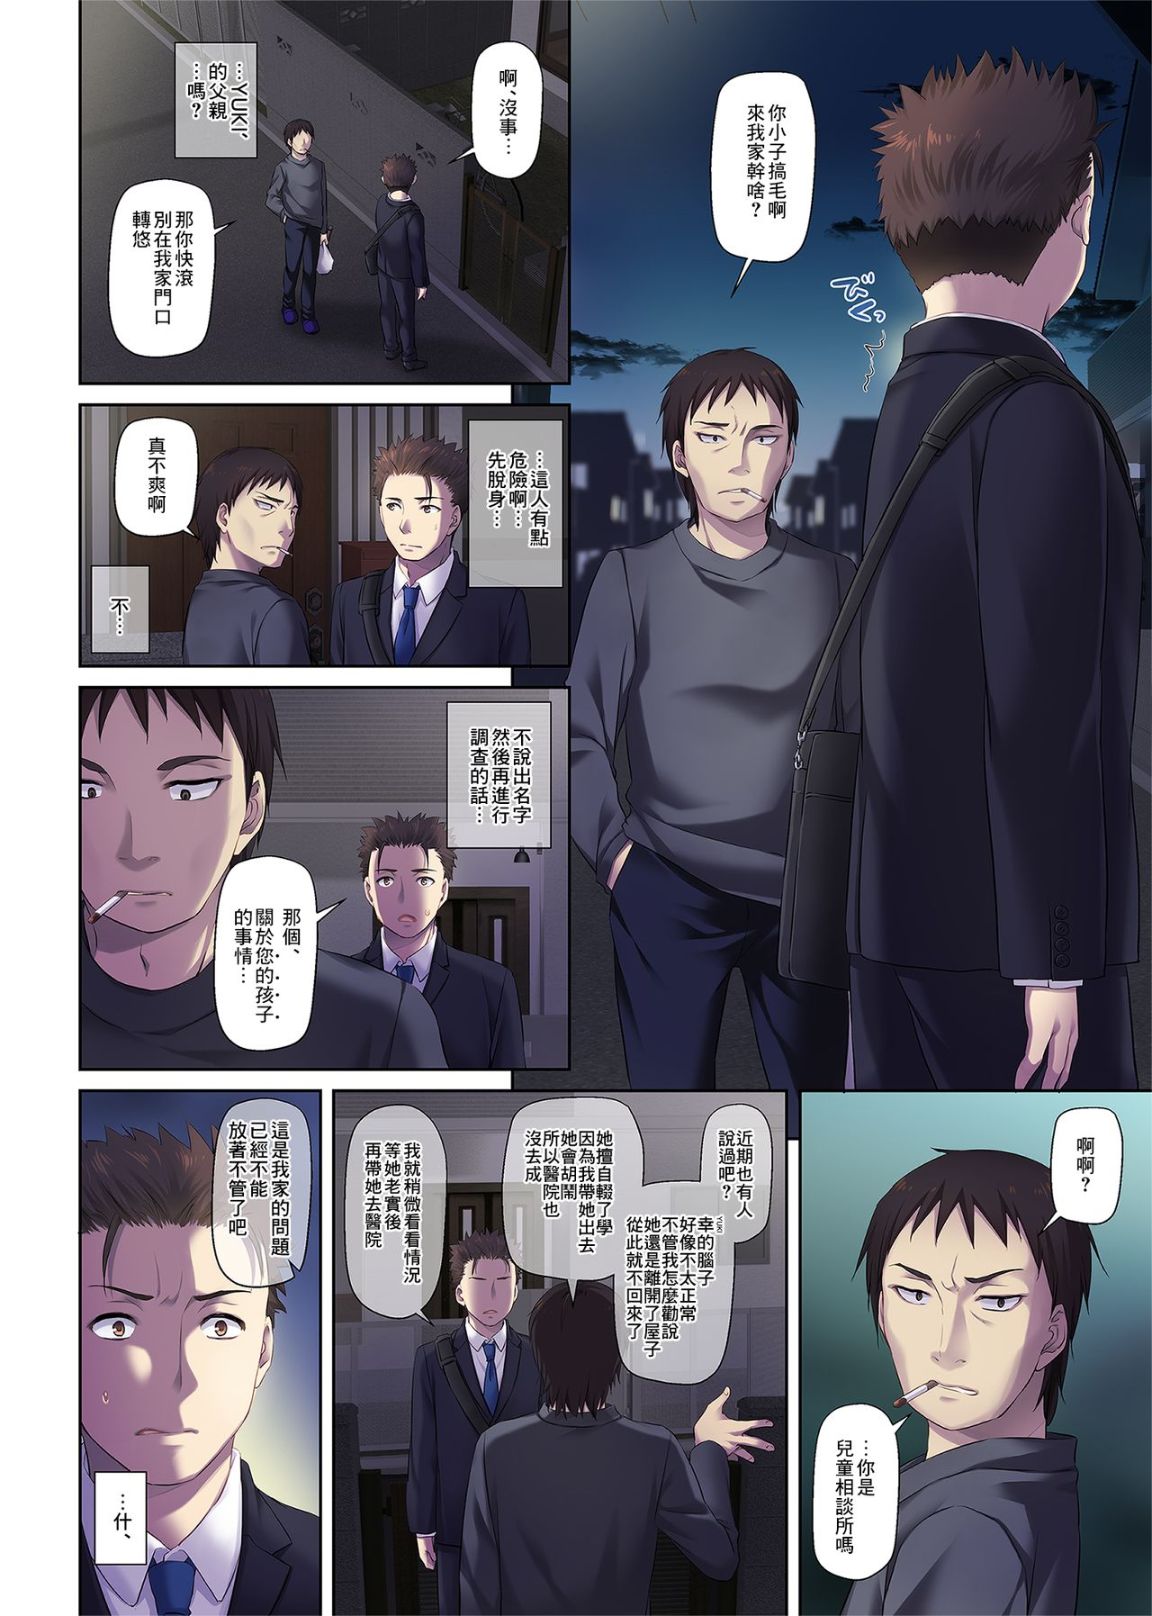 你小子搞毛啊
來我家幹啥？
びくっ
啊、沒事…
…YUKI、
的父親
…嗎？
那你快滾
別在我家門口
轉悠
…這人有點
危險啊…
先脫身…
真不爽啊
不…
不說出名字
然後再進行
調查的話…
那個、
關於您的孩子
的事情…
啊啊？
…你是
兒童相談所嗎
近期也有人
說過吧？
幸的腦子
YUKI
好像不太正常
不管我怎麼勸說
她還是離開了屋子
從此就不回來了
她擅自輟了學
因為我帶她出去
她會胡鬧
所以醫院也
沒去成
我就稍微看看情況
等她老實後
再帶她去醫院
這是我家的問題
已經不能
放著不管了吧
…什、